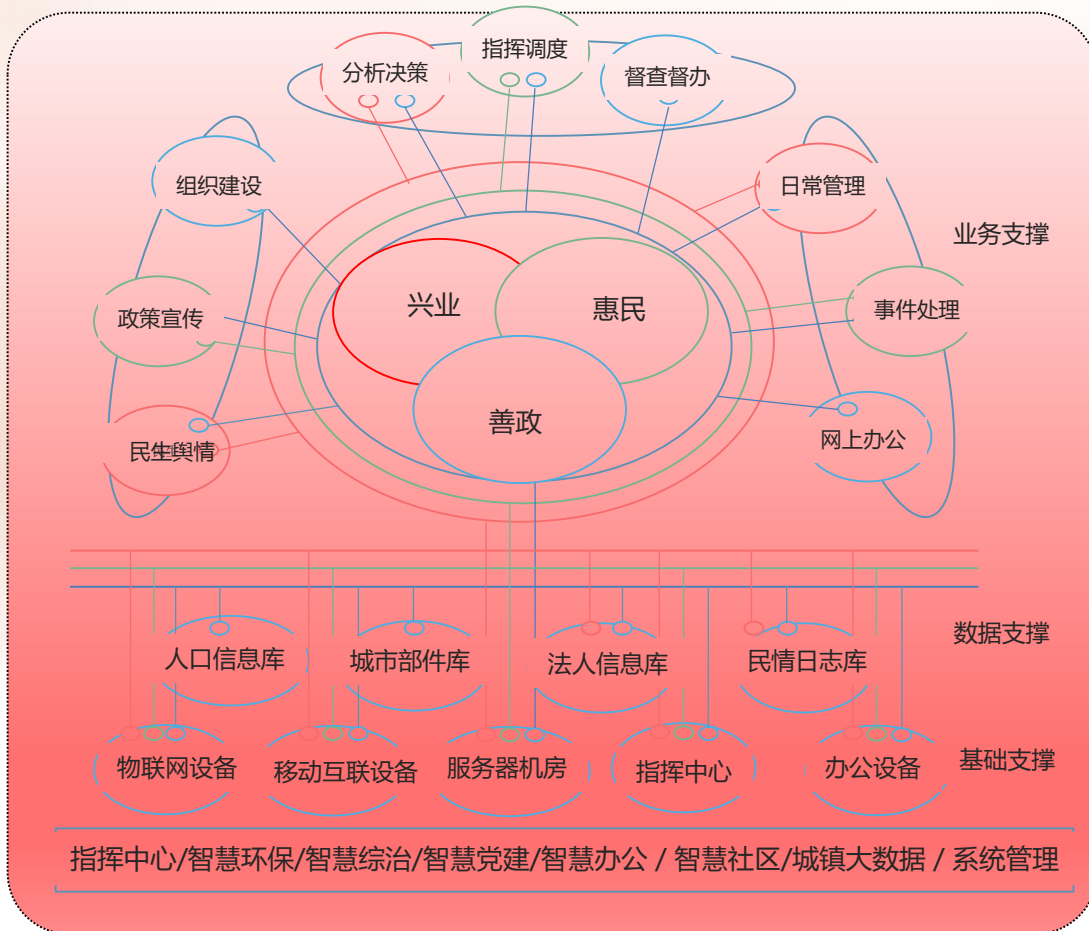 指挥调度
分析决策
督查督办
组织建设
日常管理
业务支撑
兴业
惠民
政策宣传
事件处理
善政
民生舆情
网上办公
数据支撑
人口信息库
城市部件库
法人信息库
民情日志库
基础支撑
物联网设备
移动互联设备
服务器机房
指挥中心
办公设备
指挥中心/智慧环保/智慧综治/智慧党建/智慧办公 / 智慧社区/城镇大数据 / 系统管理